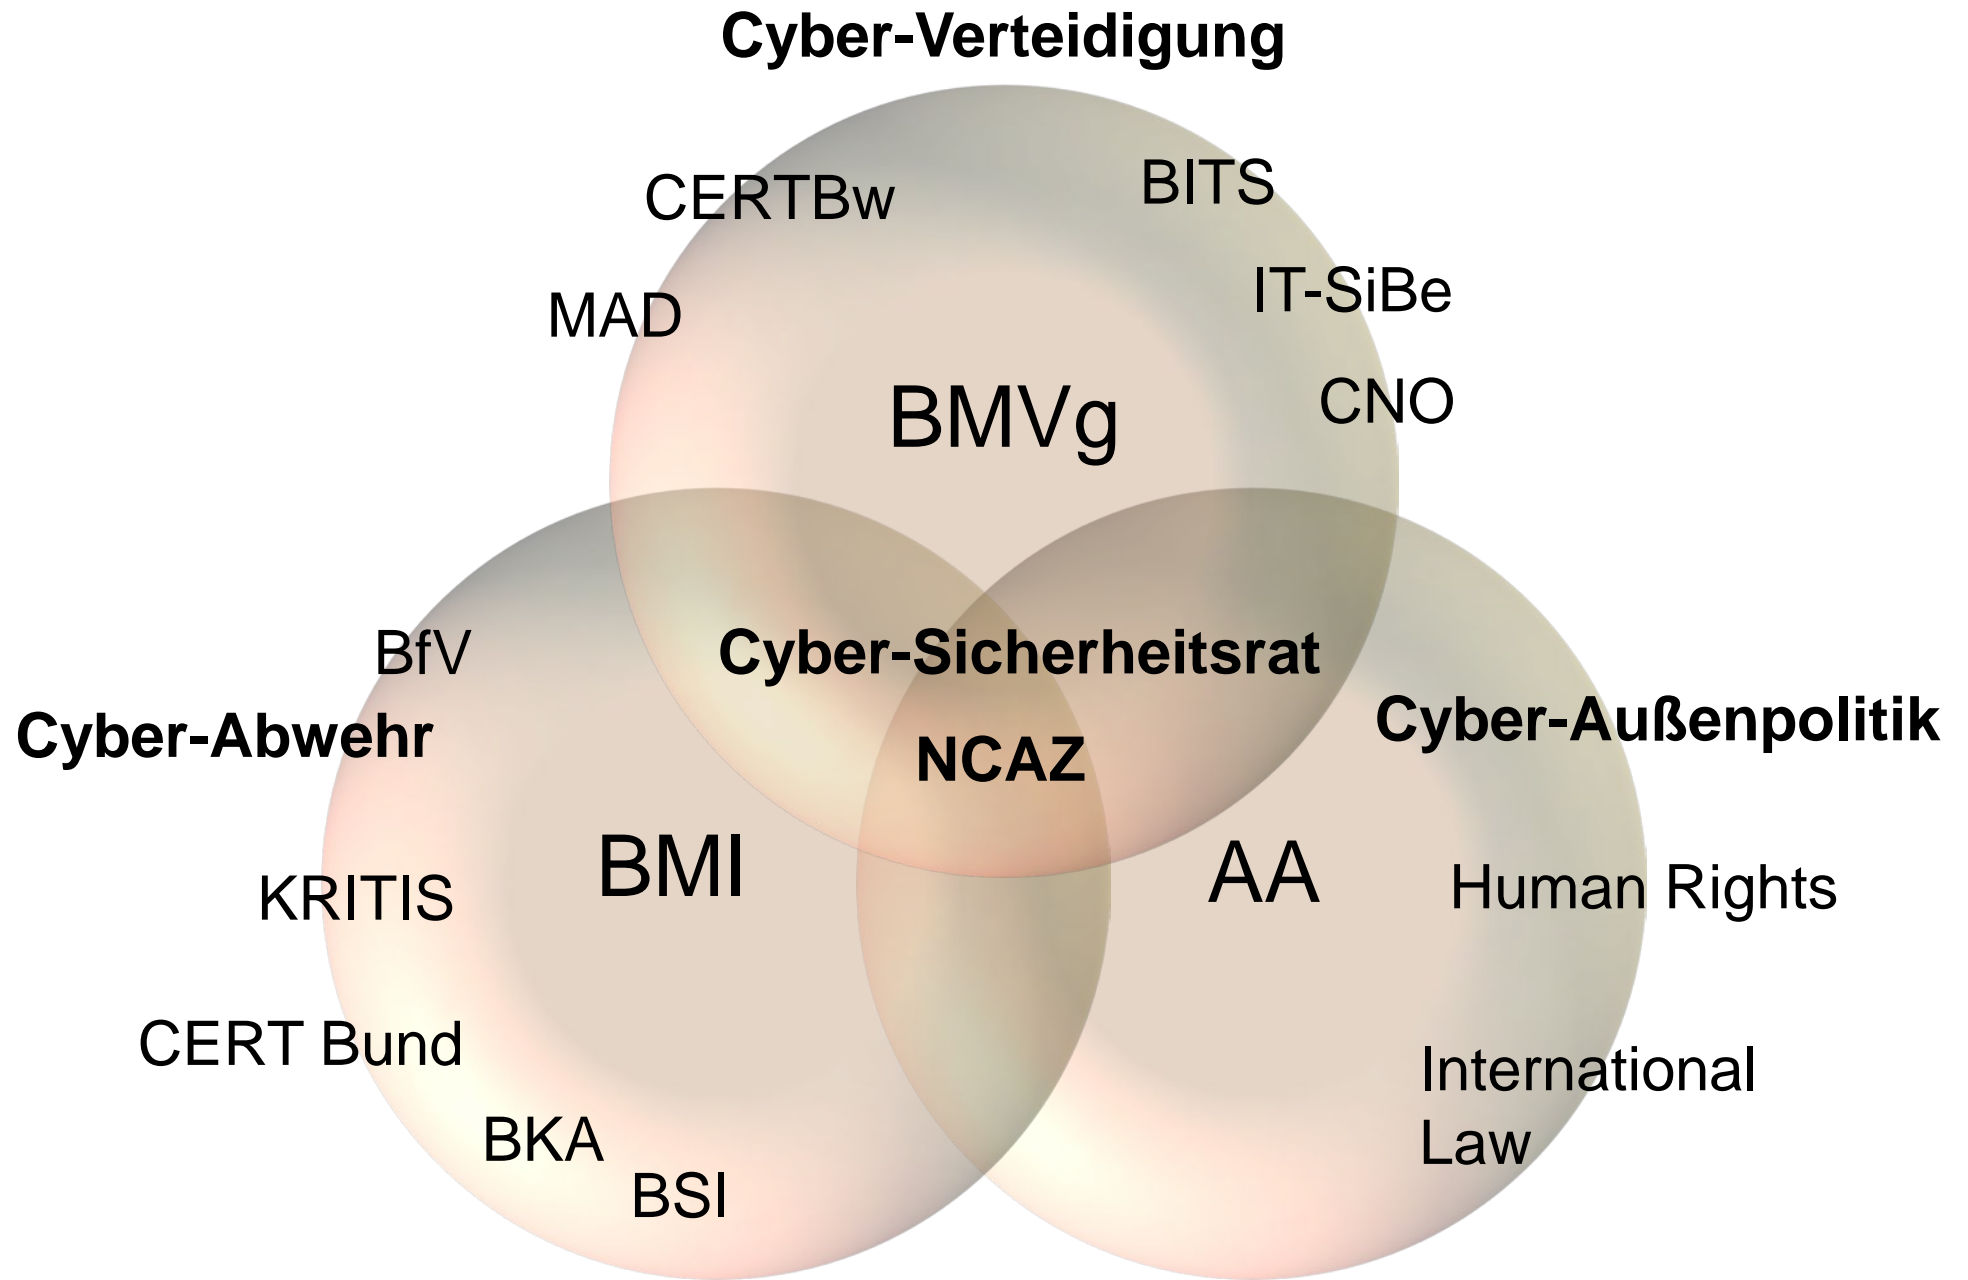 Cyber-Verteidigung
CERTBw
BITS
MAD
IT-SiBe
CNO
BMVg
BfV
Cyber-Sicherheitsrat
Cyber-Abwehr
Cyber-Außenpolitik
NCAZ
BMI
AA
KRITIS
Human Rights
CERT Bund
International
Law
BKA
BSI